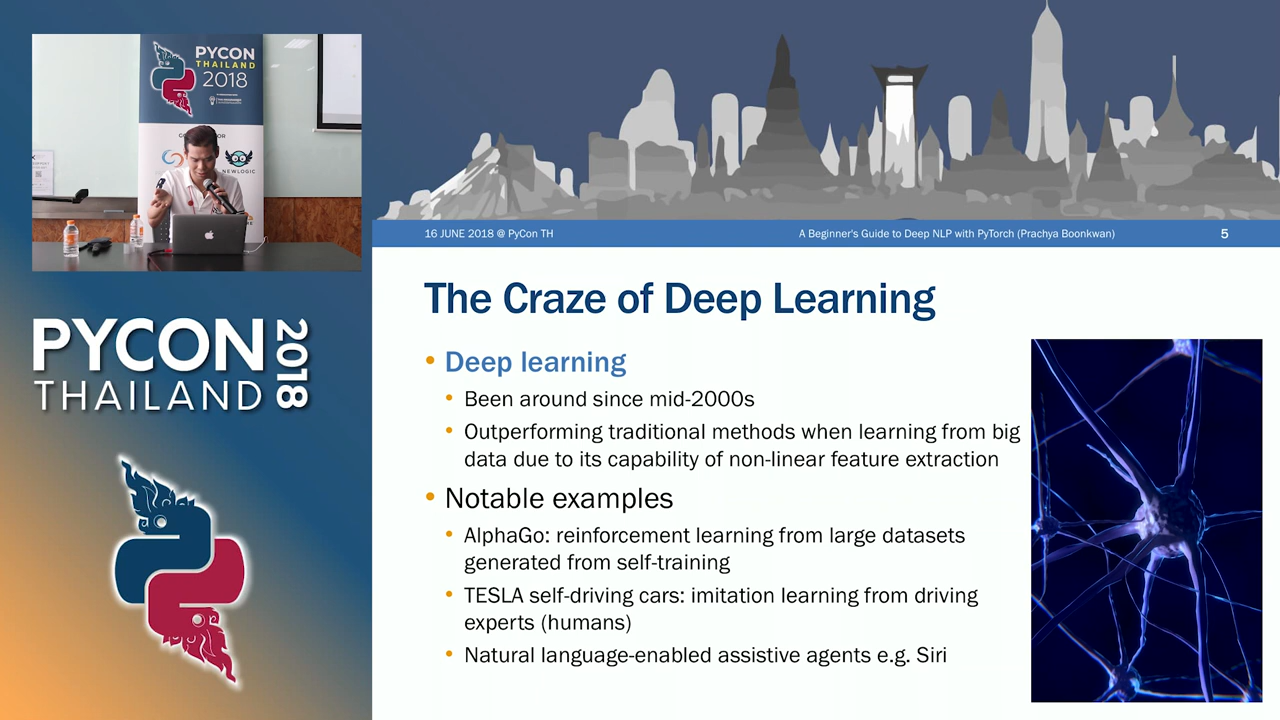 PYCON
THAILAND
2018
NEWLOGIC
PYCON 2018
THAILAND
16 JUNE 2018 @ PyCon TH
A Beginner's Guide to Deep NLP with PyTorch (Prachya Boonkwan)
5
The Craze of Deep Learning
• Deep learning
• Been around since mid-2000s
• Outperforming traditional methods when learning from big
data due to its capability of non-linear feature extraction
• Notable examples
• AlphaGo: reinforcement learning from large datasets
generated from self-training
• TESLA self-driving cars: imitation learning from driving
experts (humans)
• Natural language-enabled assistive agents e.g. Siri